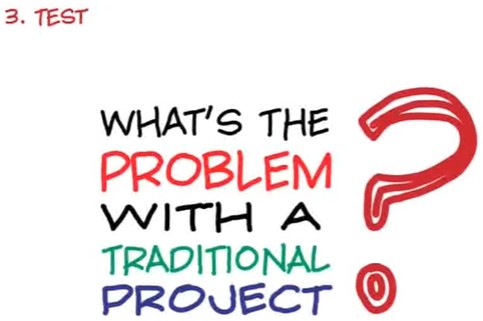 3. TEST
WHAT'S THE
PROBLEM
WITH A
TRADITIONAL
PROJECT
?